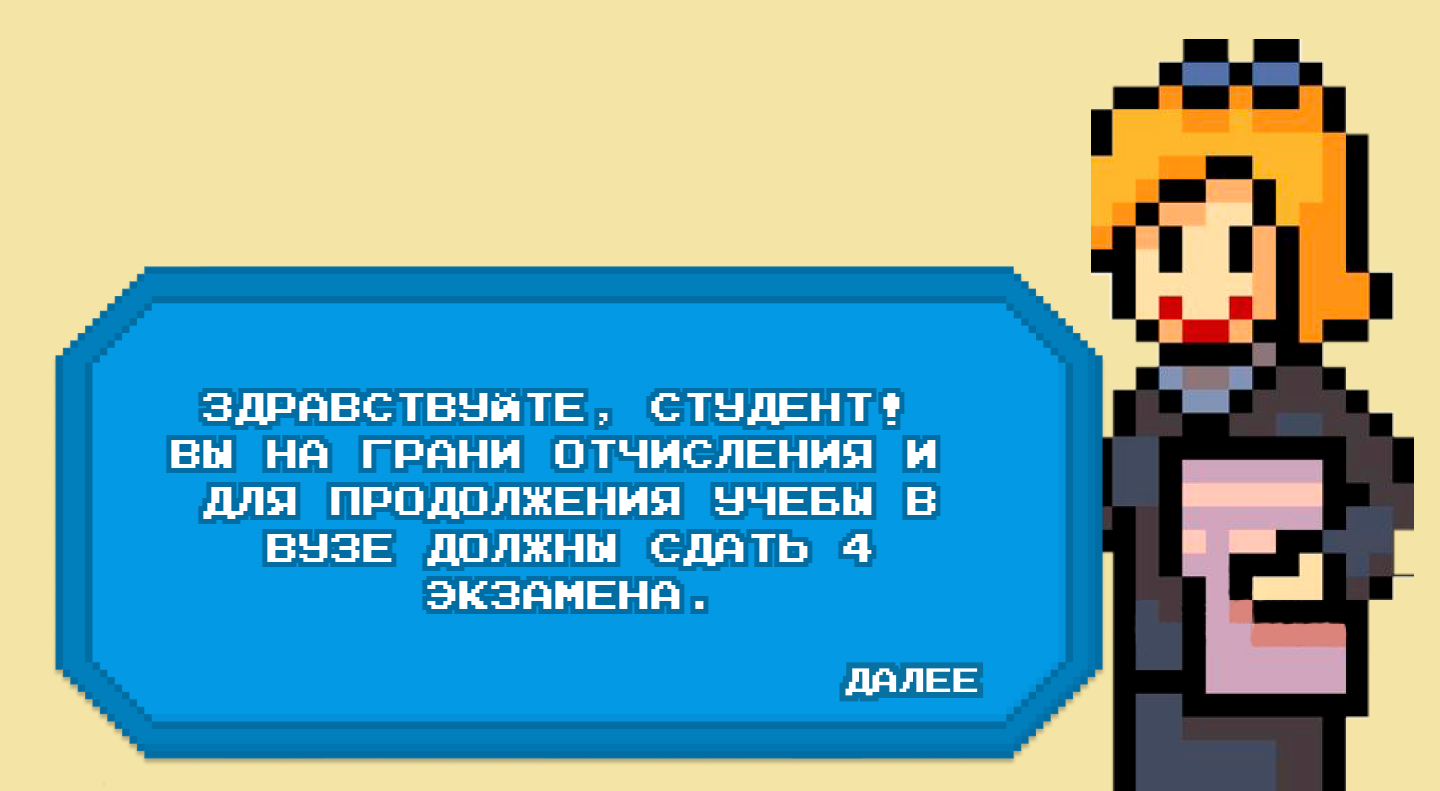 ЗДРАВСТВУЙТЕ, СТУДЕНТ!
ВЫ НА ГРАНИ ОТЧИСЛЕНИЯ И
ДЛЯ ПРОДОЛЖЕНИЯ УЧЕБЫ В
ВУЗЕ ДОЛЖНЫ СДАТЬ 4
ЭКЗАМЕНА.
ДАЛЕЕ